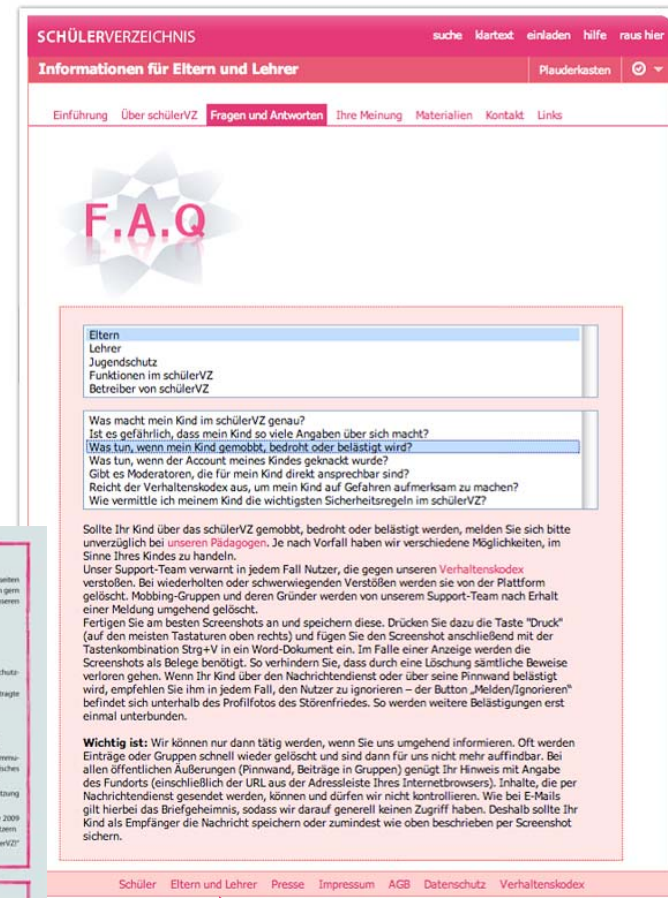 SCHÜLERVERZEICHNIS
suche klartext einladen hilfe raus hier
Informationen für Eltern und Lehrer
Plauderkasten
Einführung Über schülerVZ Fragen und Antworten Ihre Meinung Materialien Kontakt Links
F.A.Q
Eltern
Lehrer
Jugendschutz
Funktionen im schülerVZ
Betreiber von schülerVZ
Was macht mein Kind im schülerVZ genau?
Ist es gefährlich, dass mein Kind so viele Angaben über sich macht?
Was tun, wenn mein Kind gemobbt, bedroht oder belästigt wird?
Was tun, wenn der Account meines Kindes geknackt wurde?
Gibt es Moderatoren, die für mein Kind direkt ansprechbar sind?
Reicht der Verhaltenskodex aus, um mein Kind auf Gefahren aufmerksam zu machen?
Wie vermittle ich meinem Kind die wichtigsten Sicherheitsregeln im schülerVZ?
Sollte Ihr Kind über das schülerVZ gemobbt, bedroht oder belästigt werden, melden Sie sich bitte
unverzüglich bei unseren Pädagogen. Je nach Vorfall haben wir verschiedene Möglichkeiten, im
Sinne Ihres Kindes zu handeln.
Unser Support-Team verwarnt in jedem Fall Nutzer, die gegen unseren Verhaltenskodex
verstoßen. Bei wiederholten oder schwerwiegenden Verstößen werden sie von der Plattform
gelöscht. Mobbing-Gruppen und deren Gründer werden von unserem Support-Team nach Erhalt
einer Meldung umgehend gelöscht.
Fertigen Sie am besten Screenshots an und speichern diese. Drücken Sie dazu die Taste "Druck"
(auf den meisten Tastaturen oben rechts) und fügen Sie den Screenshot anschließend mit der
Tastenkombination Strg+V in ein Word-Dokument ein. Im Falle einer Anzeige werden die
Screenshots als Belege benötigt. So verhindern Sie, dass durch eine Löschung sämtliche Beweise
verloren gehen. Wenn Ihr Kind über den Nachrichtendienst oder über seine Pinnwand belästigt
wird, empfehlen Sie ihm in jedem Fall, den Nutzer zu ignorieren – der Button „Melden/Ignorieren“
befindet sich unterhalb des Profilfotos des Störenfriedes. So werden weitere Belästigungen erst
einmal unterbunden.
Wichtig ist: Wir können nur dann tätig werden, wenn Sie uns umgehend informieren. Oft werden
Einträge oder Gruppen schnell wieder gelöscht und sind dann für uns nicht mehr auffindbar. Bei
allen öffentlichen Äußerungen (Pinnwand, Beiträge in Gruppen) genügt Ihr Hinweis mit Angabe
des Fundorts (einschließlich der URL aus der Adressleiste Ihres Internetbrowsers). Inhalte, die per
Nachrichtendienst gesendet werden, können und dürfen wir nicht kontrollieren. Wie bei E-Mails
gilt hierbei das Briefgeheimnis, sodass wir darauf generell keinen Zugriff haben. Deshalb sollte Ihr
Kind als Empfänger die Nachricht speichern oder zumindest wie oben beschrieben per Screenshot
sichern.
Schüler Eltern und Lehrer Presse Impressum AGB Datenschutz Verhaltenskodex
seiten
gern
unseren
chutz-
tragte
mmu-
isches
tzung
2009
tzern
erVZ!"